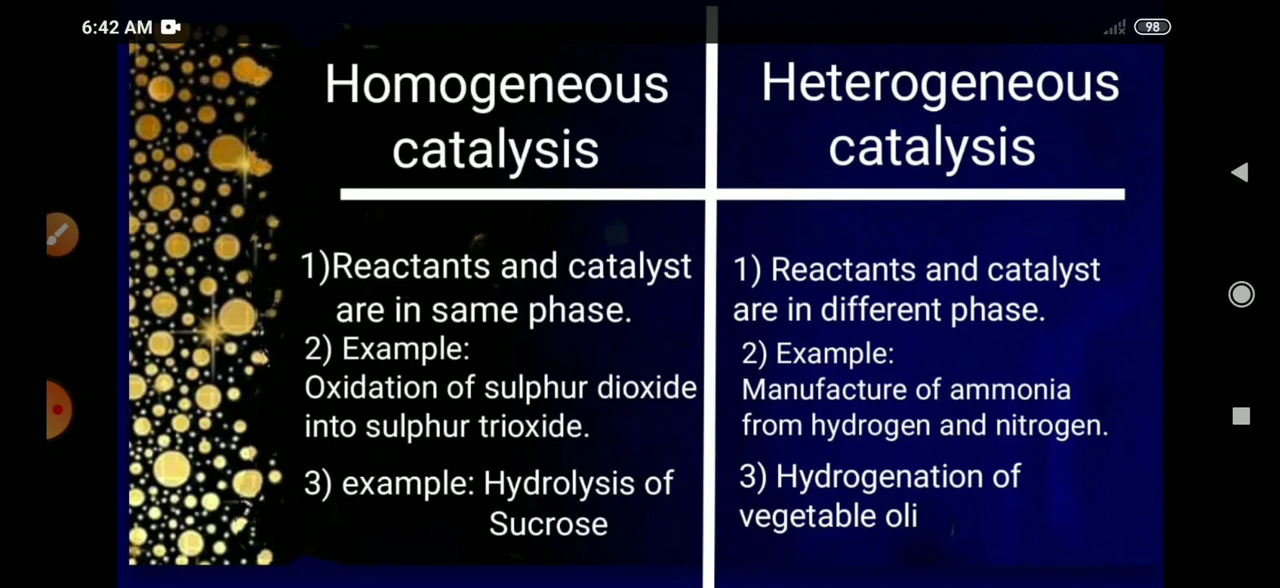 6:42 AM
98
Homogeneous
catalysis
1)Reactants and catalyst
are in same phase.
2) Example:
Oxidation of sulphur dioxide
into sulphur trioxide.
3) example: Hydrolysis of
Sucrose
Heterogeneous
catalysis
1) Reactants and catalyst
are in different phase.
2) Example:
Manufacture of ammonia
from hydrogen and nitrogen.
3) Hydrogenation of
vegetable oli